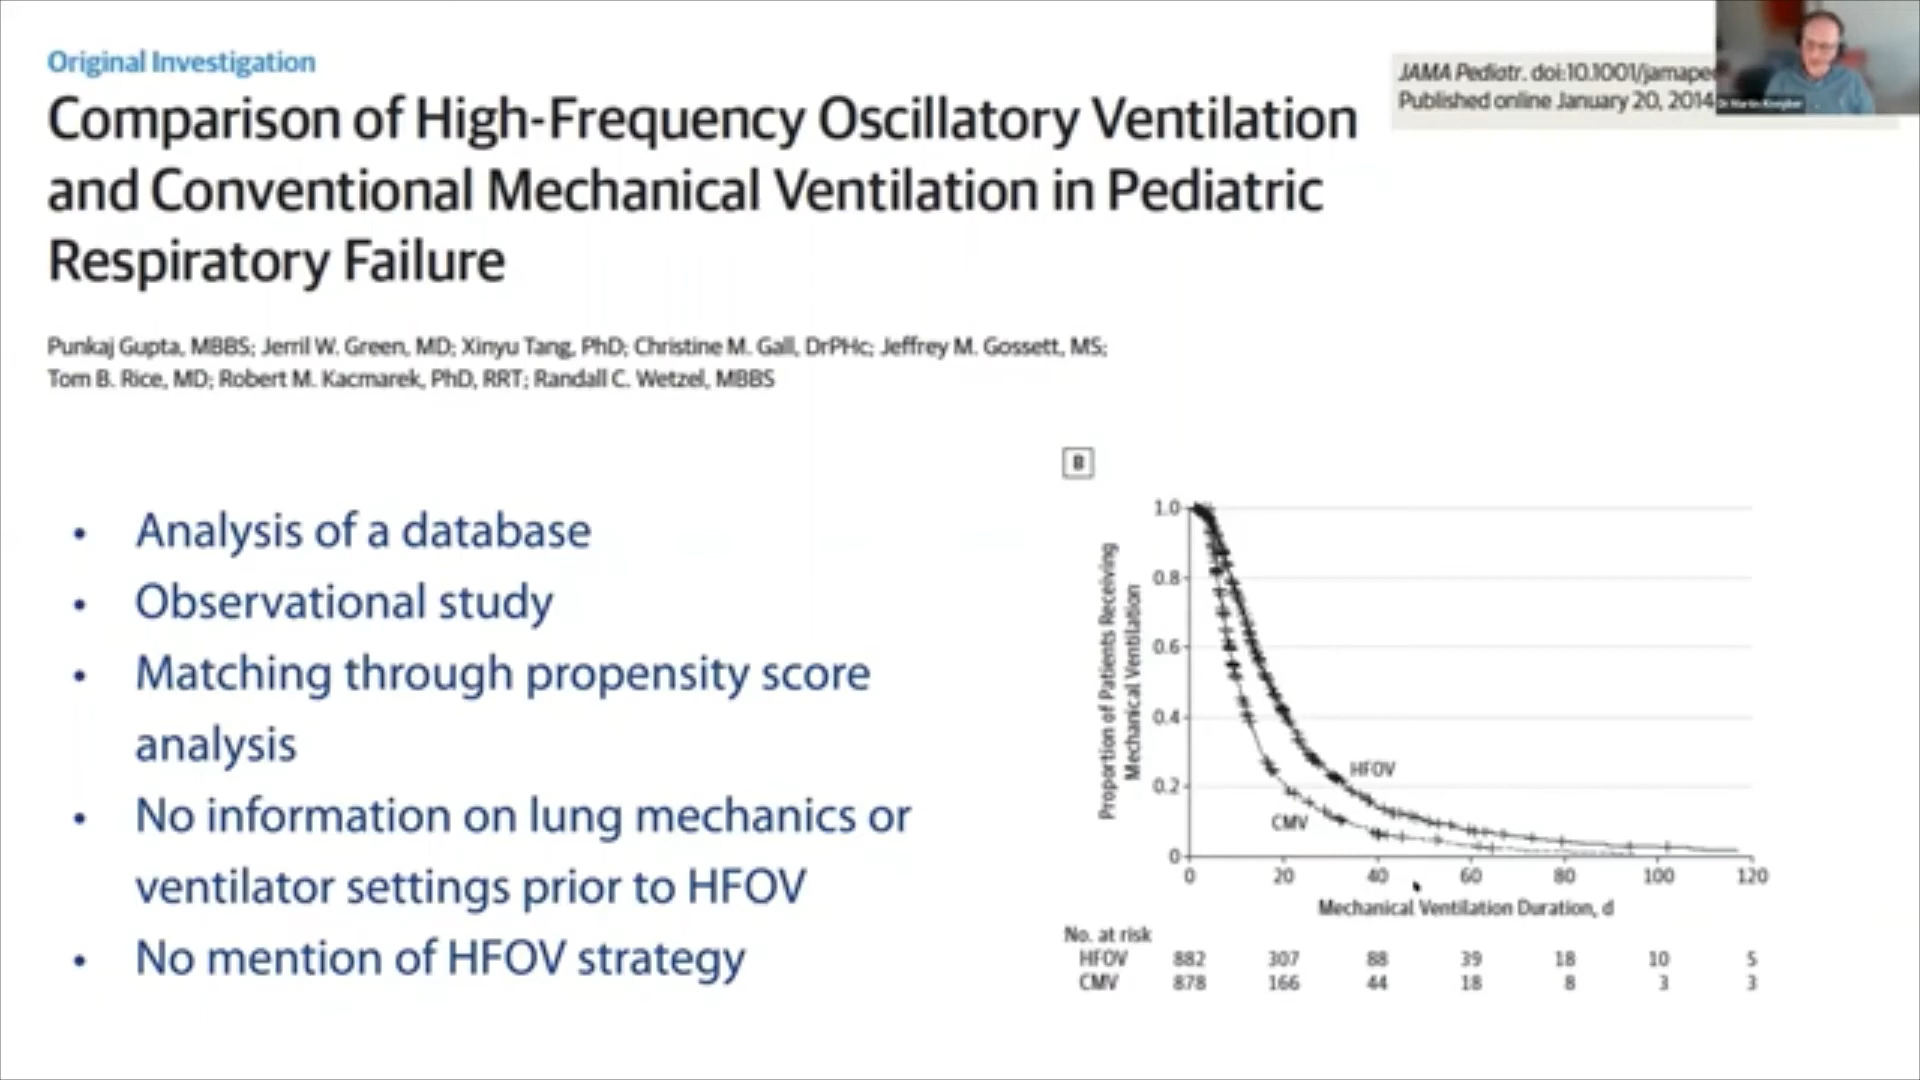 Original Investigation
JAMA Pediatr. doi:10.1001/jamape
Published online January 20, 2014
Comparison of High-Frequency Oscillatory Ventilation
and Conventional Mechanical Ventilation in Pediatric
Respiratory Failure
Punkaj Gupta, MBBS; Jerril W. Green, MD; Xinyu Tang, PhD; Christine M. Gall, DrPHc; Jeffrey M. Gossett, MS;
Tom B. Rice, MD; Robert M. Kacmarek, PhD, RRT; Randall C. Wetzel, MBBS
• Analysis of a database
• Observational study
• Matching through propensity score
analysis
• No information on lung mechanics or
ventilator settings prior to HFOV
• No mention of HFOV strategy
B
Proportion of Patients Receiving
Mechanical Ventilation
1.0
0.8
0.6
0.4
0.2
0
HFOV
CMV
0 20 40 60 80 100 120
Mechanical Ventilation Duration, d
No. at risk
HFOV 882 307 88 39 18 10 5
CMV 878 166 44 18 8 3 3